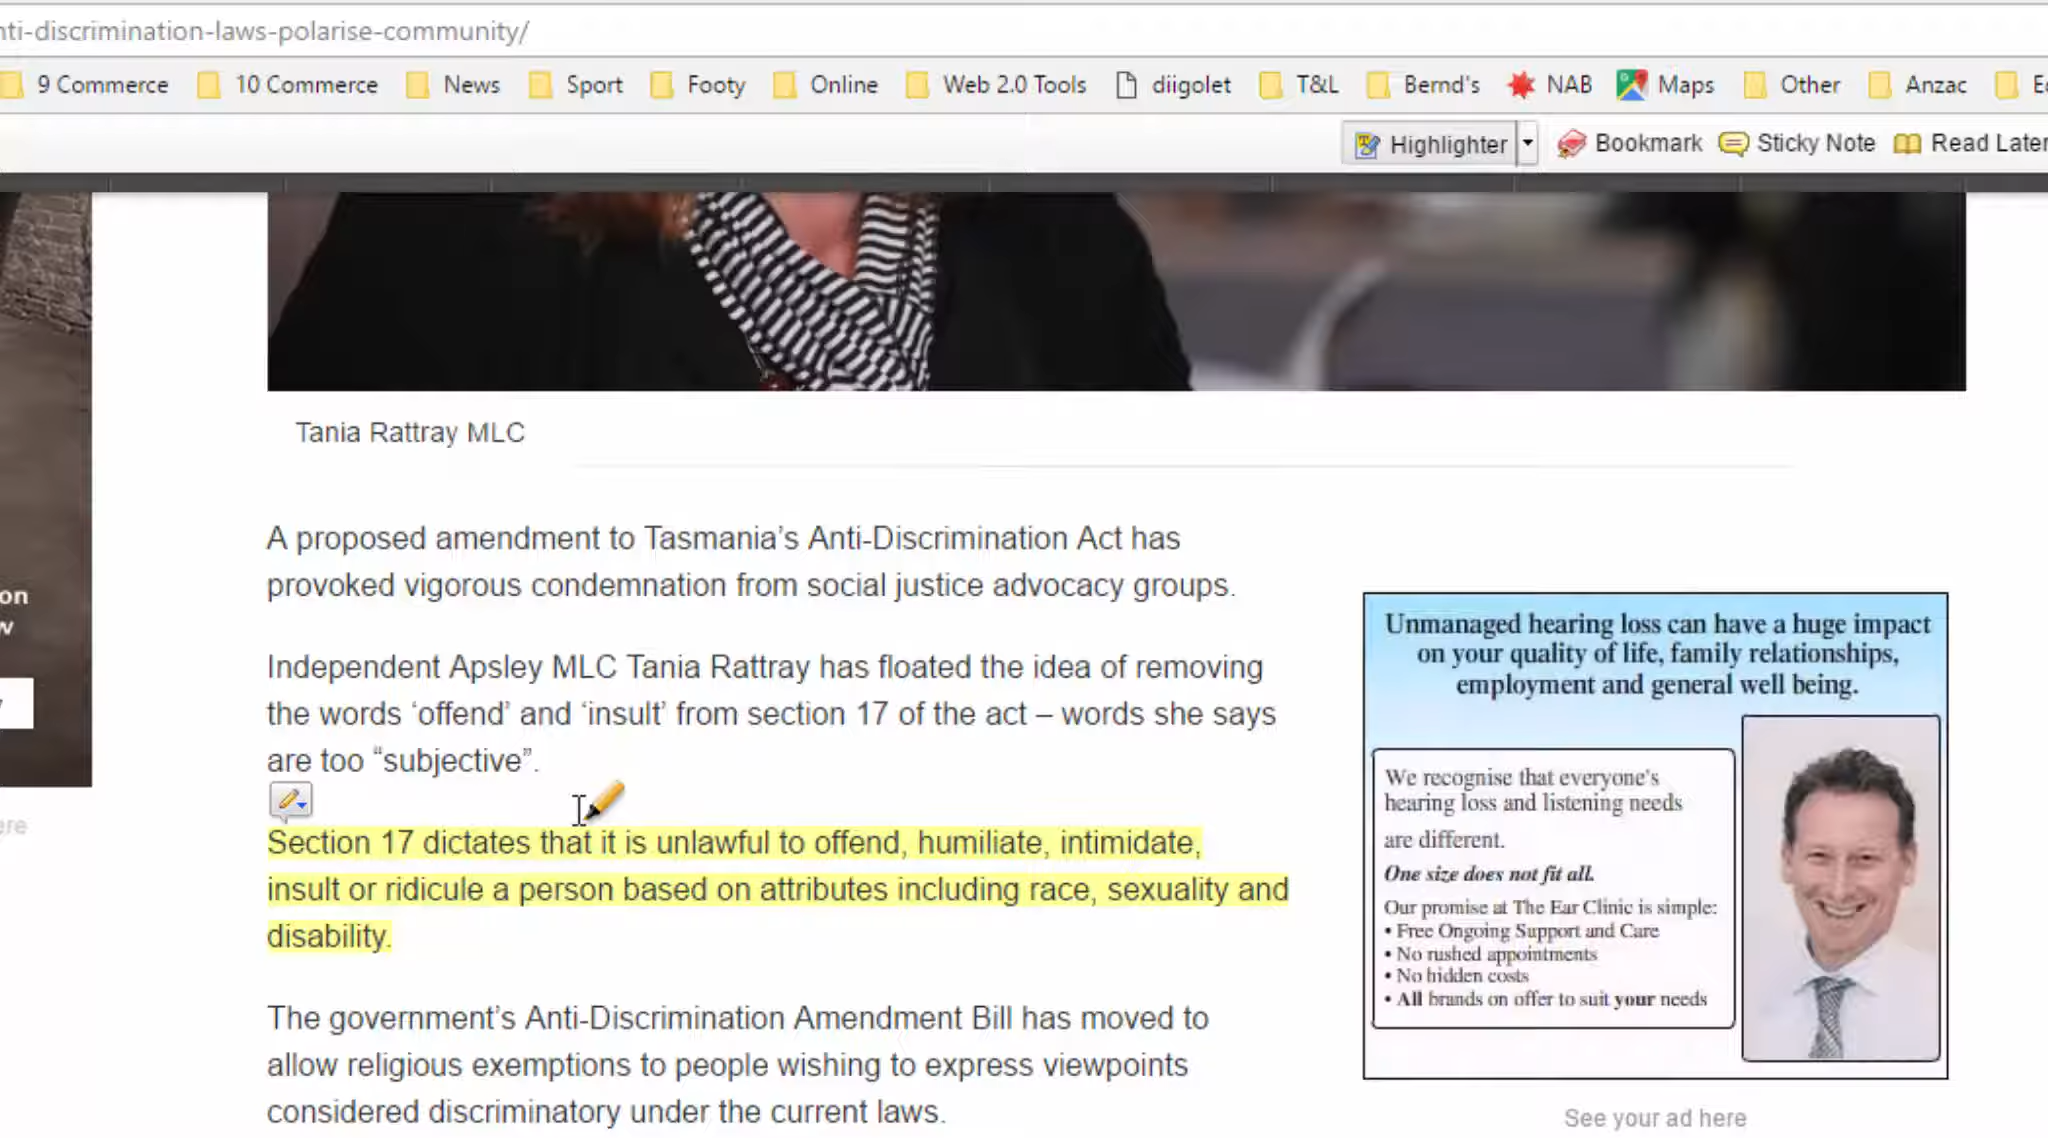 nti-discrimination-laws-polarise-community/
9 Commerce 10 Commerce News Sport Footy Online Web 2.0 Tools diigolet T&L Bernd's NAB Maps Other Anzac
Highlighter Bookmark Sticky Note Read Later
Tania Rattray MLC
A proposed amendment to Tasmania’s Anti-Discrimination Act has
provoked vigorous condemnation from social justice advocacy groups.
Independent Apsley MLC Tania Rattray has floated the idea of removing
the words ‘offend’ and ‘insult’ from section 17 of the act – words she says
are too “subjective”.
Section 17 dictates that it is unlawful to offend, humiliate, intimidate,
insult or ridicule a person based on attributes including race, sexuality and
disability.
The government’s Anti-Discrimination Amendment Bill has moved to
allow religious exemptions to people wishing to express viewpoints
considered discriminatory under the current laws.
on
w
ere
Unmanaged hearing loss can have a huge impact
on your quality of life, family relationships,
employment and general well being.
We recognise that everyone's
hearing loss and listening needs
are different.
One size does not fit all.
Our promise at The Ear Clinic is simple:
• Free Ongoing Support and Care
• No rushed appointments
• No hidden costs
• All brands on offer to suit your needs
See your ad here